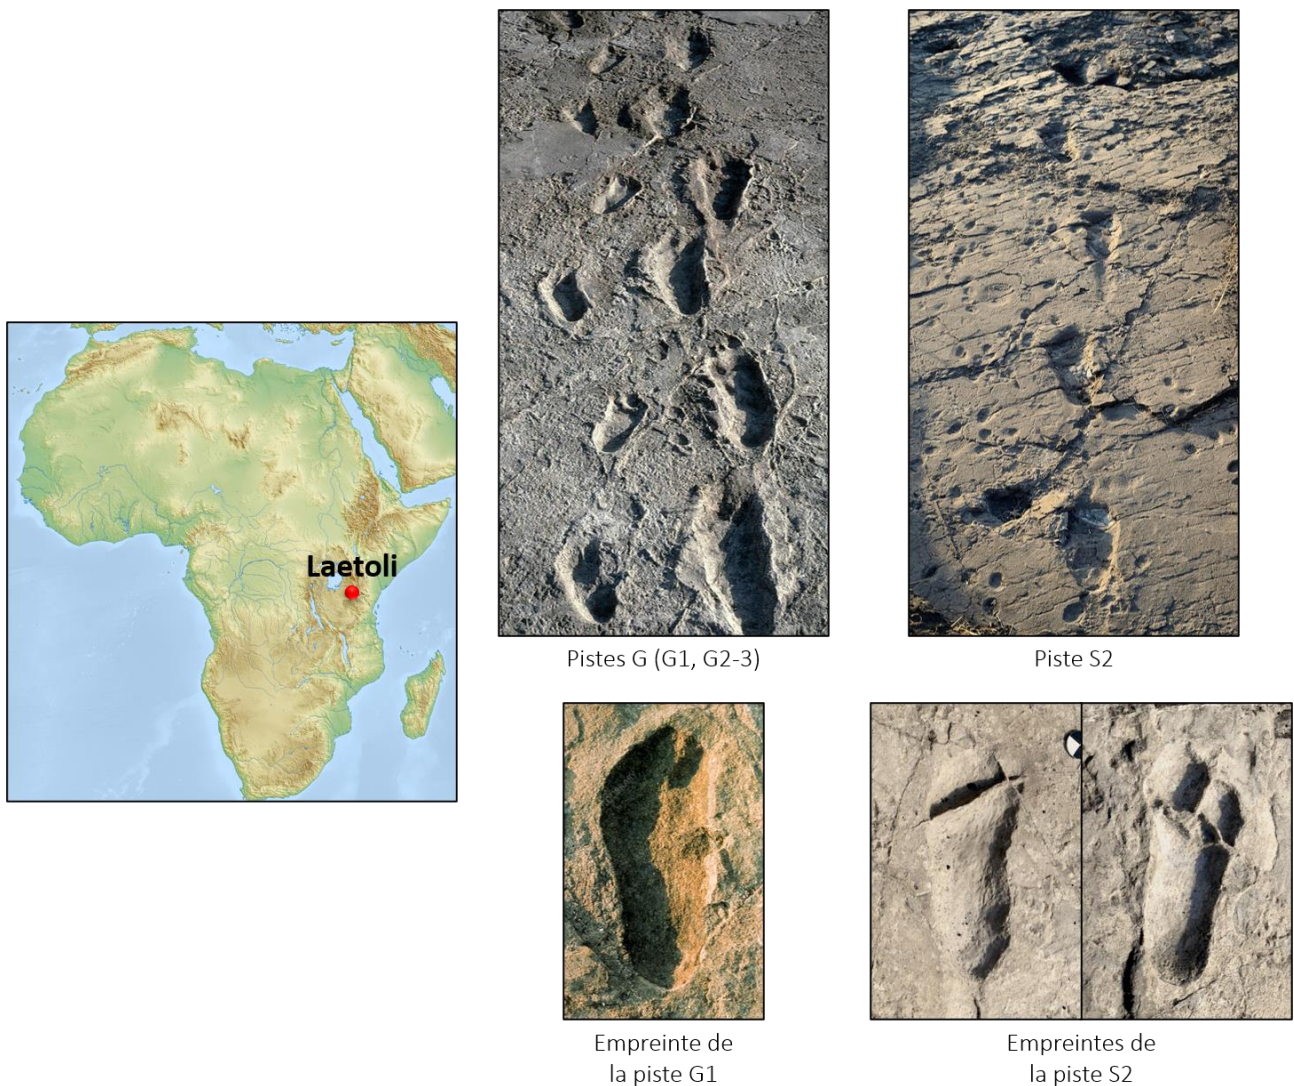 Laetoli
Pistes G (G1, G2-3)
Piste S2
Empreinte de
la piste G1
Empreintes de
la piste S2